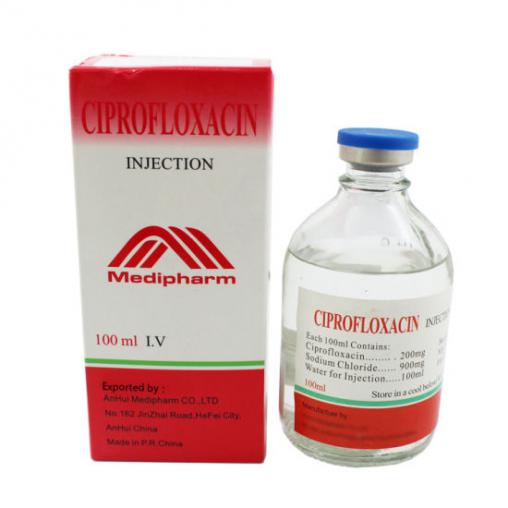 CIPROFLOXACIN
INJECTION
Medipharm
100 ml I.V
Exported by :
AnHui Medipharm CO.,LTD
No.162 JinZhai Road,HeFei City,
AnHui China
Made in P.R.China
CIPROFLOXACIN INJECTION
Each 100ml Contains:
Ciprofloxacin........ 200mg
Sodium Chloride.... 900mg
Water for Injection.....100ml
100ml
Store in a cool
Manufactur by